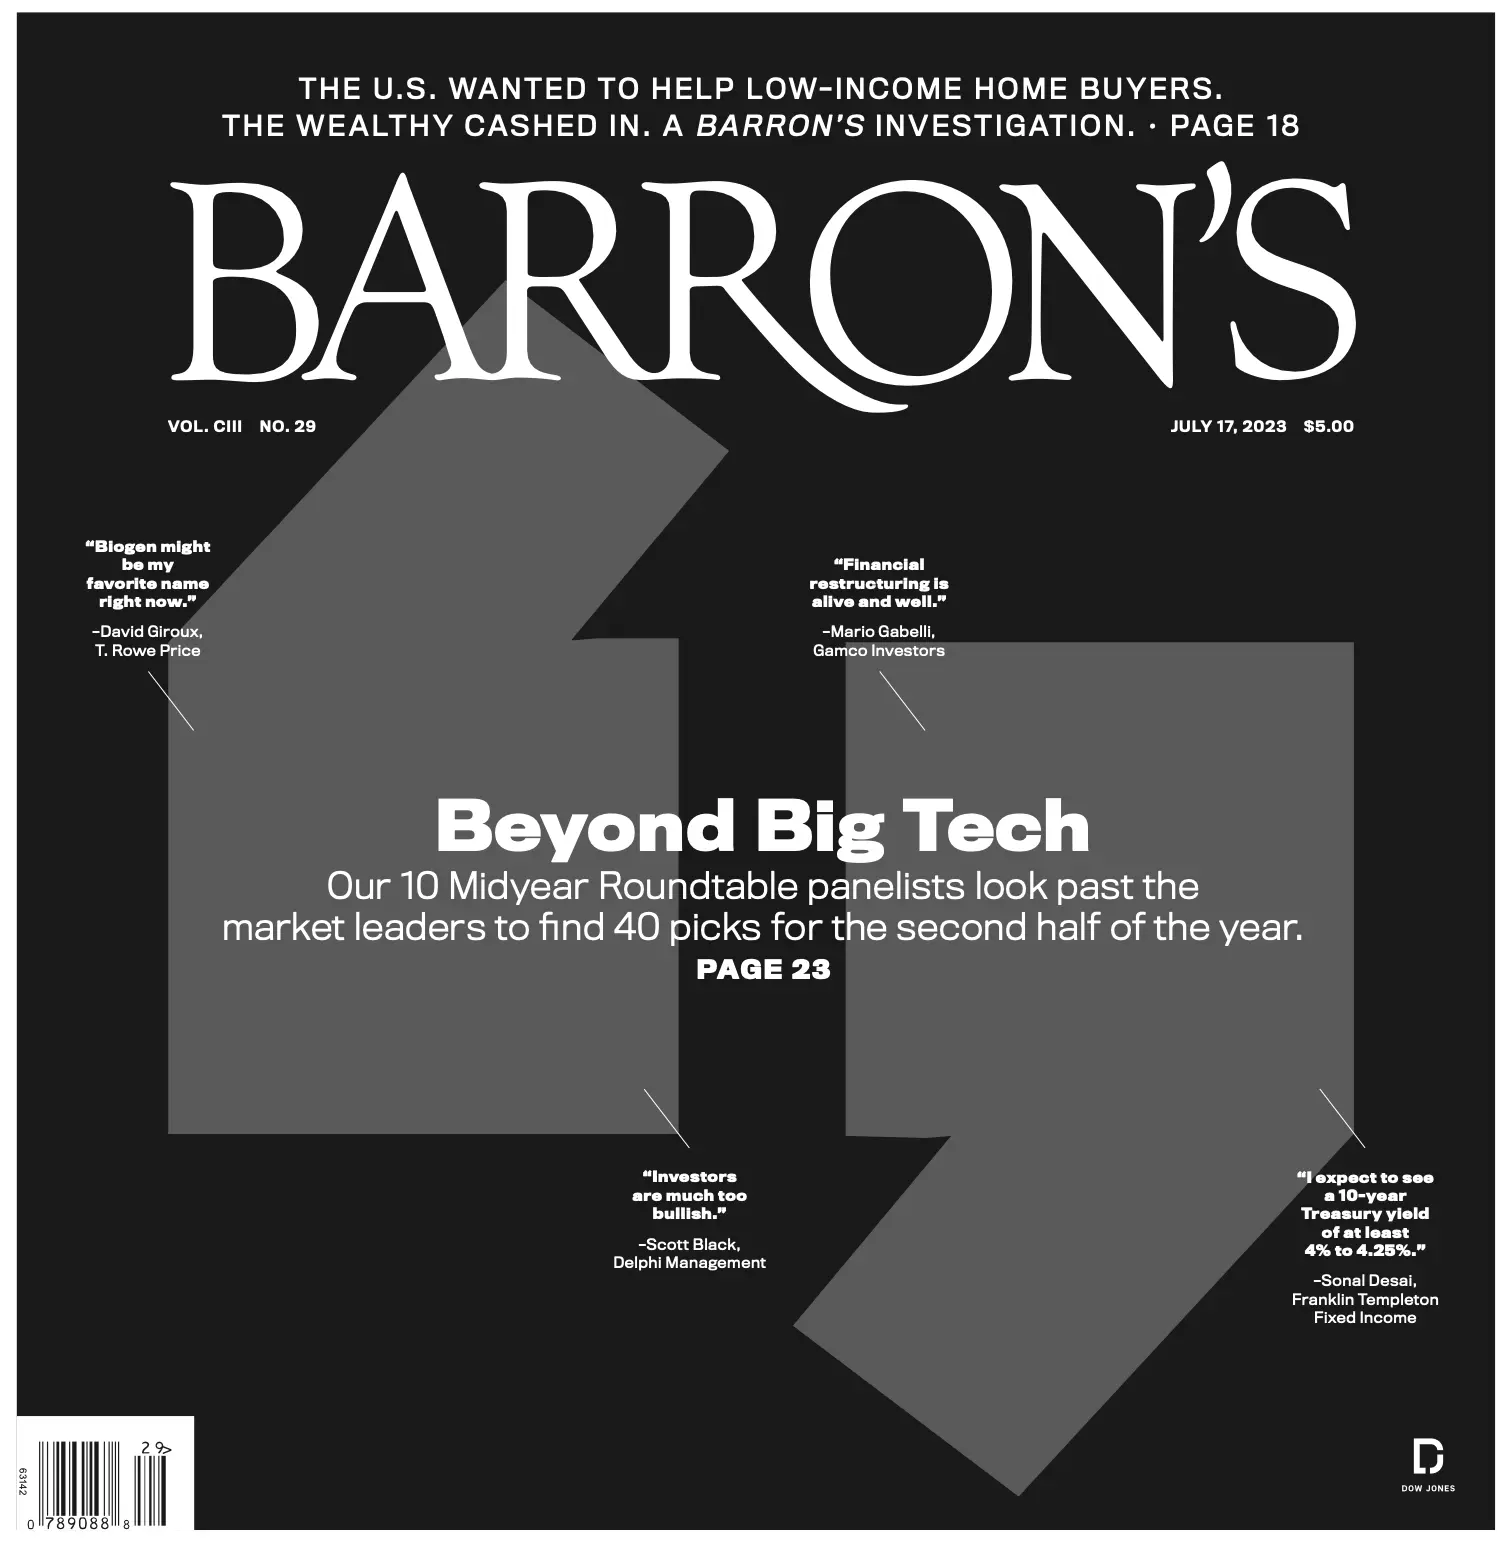 THE U.S. WANTED TO HELP LOW-INCOME HOME BUYERS.
THE WEALTHY CASHED IN. A BARRON'S INVESTIGATION. · PAGE 18
BARRON'S
VOL. CIII NO. 29
JULY 17, 2023 $5.00
“Biogen might
be my
favorite name
right now.”
–David Giroux,
T. Rowe Price
“Financial
restructuring is
alive and well.”
–Mario Gabelli,
Gamco Investors
Beyond Big Tech
Our 10 Midyear Roundtable panelists look past the
market leaders to find 40 picks for the second half of the year.
PAGE 23
“Investors
are much too
bullish.”
–Scott Black,
Delphi Management
“I expect to see
a 10-year
Treasury yield
of at least
4% to 4.25%.”
–Sonal Desai,
Franklin Templeton
Fixed Income
29>
63142
0 789088 8
D
DOW JONES